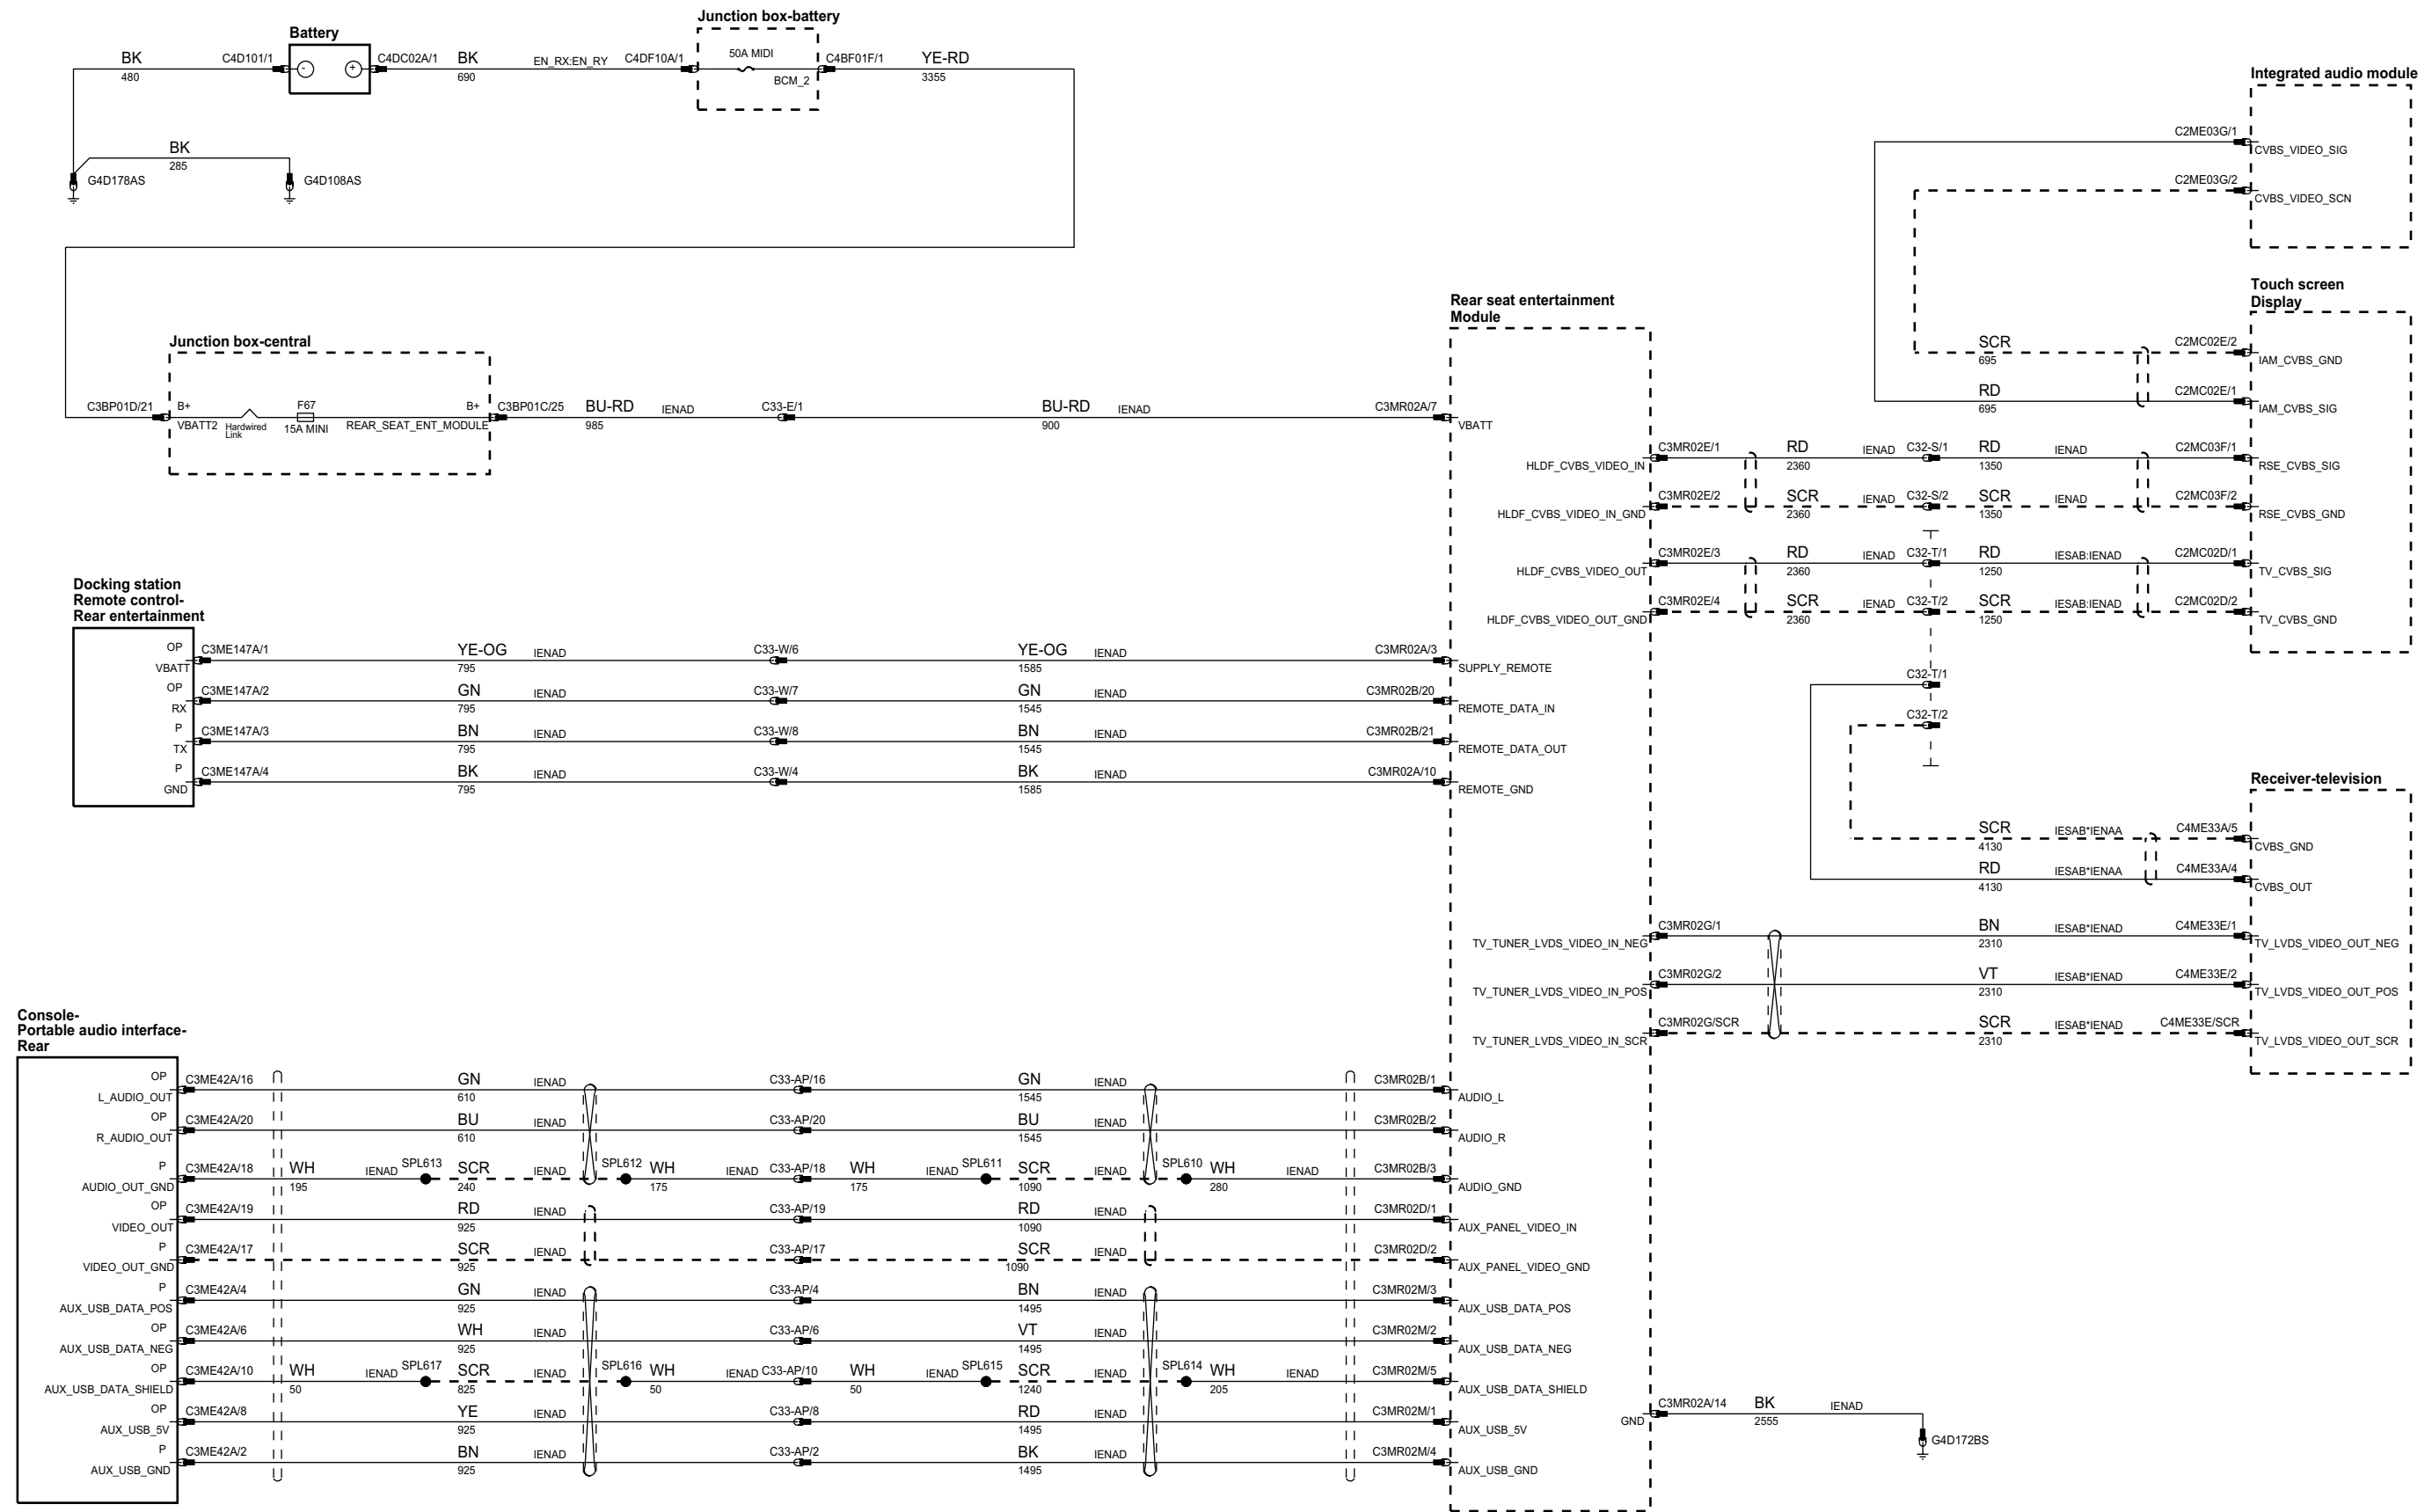 Junction box-battery
Battery
BK
480
C4D101/1
-
+
C4DC02A/1
BK
690
EN_RX:EN_RY
C4DF10A/1
50A MIDI
BCM_2
C4BF01F/1
YE-RD
3355
BK
285
G4D178AS
G4D108AS
Integrated audio module
C2ME03G/1
CVBS_VIDEO_SIG
C2ME03G/2
CVBS_VIDEO_SCN
Touch screen
Display
SCR
695
C2MC02E/2
IAM_CVBS_GND
RD
695
C2MC02E/1
IAM_CVBS_SIG
Rear seat entertainment
Module
Junction box-central
C3BP01D/21
B+
VBATT2
Hardwired
Link
F67
15A MINI
B+
REAR_SEAT_ENT_MODULE
C3BP01C/25
BU-RD
985
IENAD
C33-E/1
BU-RD
900
IENAD
C3MR02A/7
VBATT
HLDF_CVBS_VIDEO_IN
C3MR02E/1
RD
2360
IENAD
C32-S/1
RD
1350
IENAD
C2MC03F/1
RSE_CVBS_SIG
HLDF_CVBS_VIDEO_IN_GND
C3MR02E/2
SCR
2360
IENAD
C32-S/2
SCR
1350
IENAD
C2MC03F/2
RSE_CVBS_GND
HLDF_CVBS_VIDEO_OUT
C3MR02E/3
RD
2360
IENAD
C32-T/1
RD
1250
IESAB:IENAD
C2MC02D/1
TV_CVBS_SIG
HLDF_CVBS_VIDEO_OUT_GND
C3MR02E/4
SCR
2360
IENAD
C32-T/2
SCR
1250
IESAB:IENAD
C2MC02D/2
TV_CVBS_GND
C32-T/1
C32-T/2
Docking station
Remote control-
Rear entertainment
OP
VBATT
C3ME147A/1
YE-OG
795
IENAD
C33-W/6
YE-OG
1585
IENAD
C3MR02A/3
SUPPLY_REMOTE
OP
RX
C3ME147A/2
GN
795
IENAD
C33-W/7
GN
1545
IENAD
C3MR02B/20
REMOTE_DATA_IN
P
TX
C3ME147A/3
BN
795
IENAD
C33-W/8
BN
1545
IENAD
C3MR02B/21
REMOTE_DATA_OUT
P
GND
C3ME147A/4
BK
795
IENAD
C33-W/4
BK
1585
IENAD
C3MR02A/10
REMOTE_GND
Receiver-television
SCR
4130
IESAB*IENAA
C4ME33A/5
CVBS_GND
RD
4130
IESAB*IENAA
C4ME33A/4
CVBS_OUT
TV_TUNER_LVDS_VIDEO_IN_NEG
C3MR02G/1
BN
2310
IESAB*IENAD
C4ME33E/1
TV_LVDS_VIDEO_OUT_NEG
TV_TUNER_LVDS_VIDEO_IN_POS
C3MR02G/2
VT
2310
IESAB*IENAD
C4ME33E/2
TV_LVDS_VIDEO_OUT_POS
TV_TUNER_LVDS_VIDEO_IN_SCR
C3MR02G/SCR
SCR
2310
IESAB*IENAD
C4ME33E/SCR
TV_LVDS_VIDEO_OUT_SCR
Console-
Portable audio interface-
Rear
OP
L_AUDIO_OUT
C3ME42A/16
GN
610
IENAD
C33-AP/16
GN
1545
IENAD
C3MR02B/1
AUDIO_L
OP
R_AUDIO_OUT
C3ME42A/20
BU
610
IENAD
C33-AP/20
BU
1545
IENAD
C3MR02B/2
AUDIO_R
P
AUDIO_OUT_GND
C3ME42A/18
WH
195
IENAD
SPL613
SCR
240
IENAD
SPL612
WH
175
IENAD
C33-AP/18
WH
175
IENAD
SPL611
SCR
1090
IENAD
SPL610
WH
280
IENAD
C3MR02B/3
AUDIO_GND
OP
VIDEO_OUT
C3ME42A/19
RD
925
IENAD
C33-AP/19
RD
1090
IENAD
C3MR02D/1
AUX_PANEL_VIDEO_IN
P
VIDEO_OUT_GND
C3ME42A/17
SCR
925
IENAD
C33-AP/17
SCR
1090
IENAD
C3MR02D/2
AUX_PANEL_VIDEO_GND
P
AUX_USB_DATA_POS
C3ME42A/4
GN
925
IENAD
C33-AP/4
BN
1495
IENAD
C3MR02M/3
AUX_USB_DATA_POS
OP
AUX_USB_DATA_NEG
C3ME42A/6
WH
925
IENAD
C33-AP/6
VT
1495
IENAD
C3MR02M/2
AUX_USB_DATA_NEG
OP
AUX_USB_DATA_SHIELD
C3ME42A/10
WH
50
IENAD
SPL617
SCR
825
IENAD
SPL616
WH
50
IENAD
C33-AP/10
WH
50
IENAD
SPL615
SCR
1240
IENAD
SPL614
WH
205
IENAD
C3MR02M/5
AUX_USB_DATA_SHIELD
OP
AUX_USB_5V
C3ME42A/8
YE
925
IENAD
C33-AP/8
RD
1495
IENAD
C3MR02M/1
AUX_USB_5V
P
AUX_USB_GND
C3ME42A/2
BN
925
IENAD
C33-AP/2
BK
1495
IENAD
C3MR02M/4
AUX_USB_GND
GND
C3MR02A/14
BK
2555
IENAD
G4D172BS